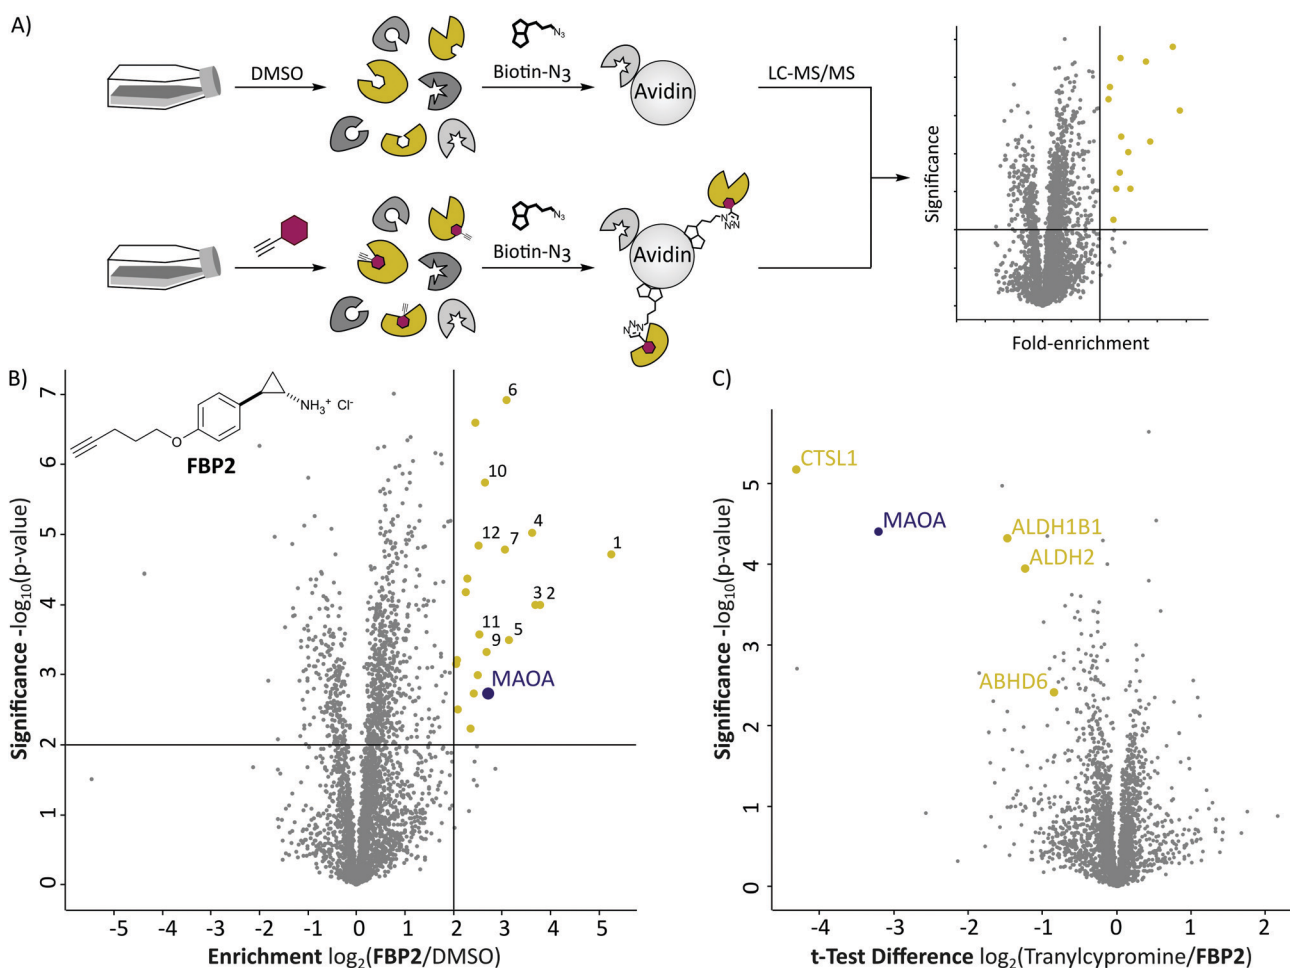 A)
DMSO
N3
Biotin-N3
Avidin
LC-MS/MS
N3
Biotin-N3
Avidin
N
N
N
N
N
N
Significance
Fold-enrichment
B)
Significance -log10(p-value)
7
6
5
4
3
2
1
0
NH3+ Cl-
O
FBP2
6
10
4
12
7
1
3 2
11
5
9
MAOA
-5 -4 -3 -2 -1 0 1 2 3 4 5
Enrichment log2(FBP2/DMSO)
C)
Significance -log10(p-value)
5
4
3
2
1
0
CTSL1
MAOA
ALDH1B1
ALDH2
ABHD6
-4 -3 -2 -1 0 1 2
t-Test Difference log2(Tranylcypromine/FBP2)